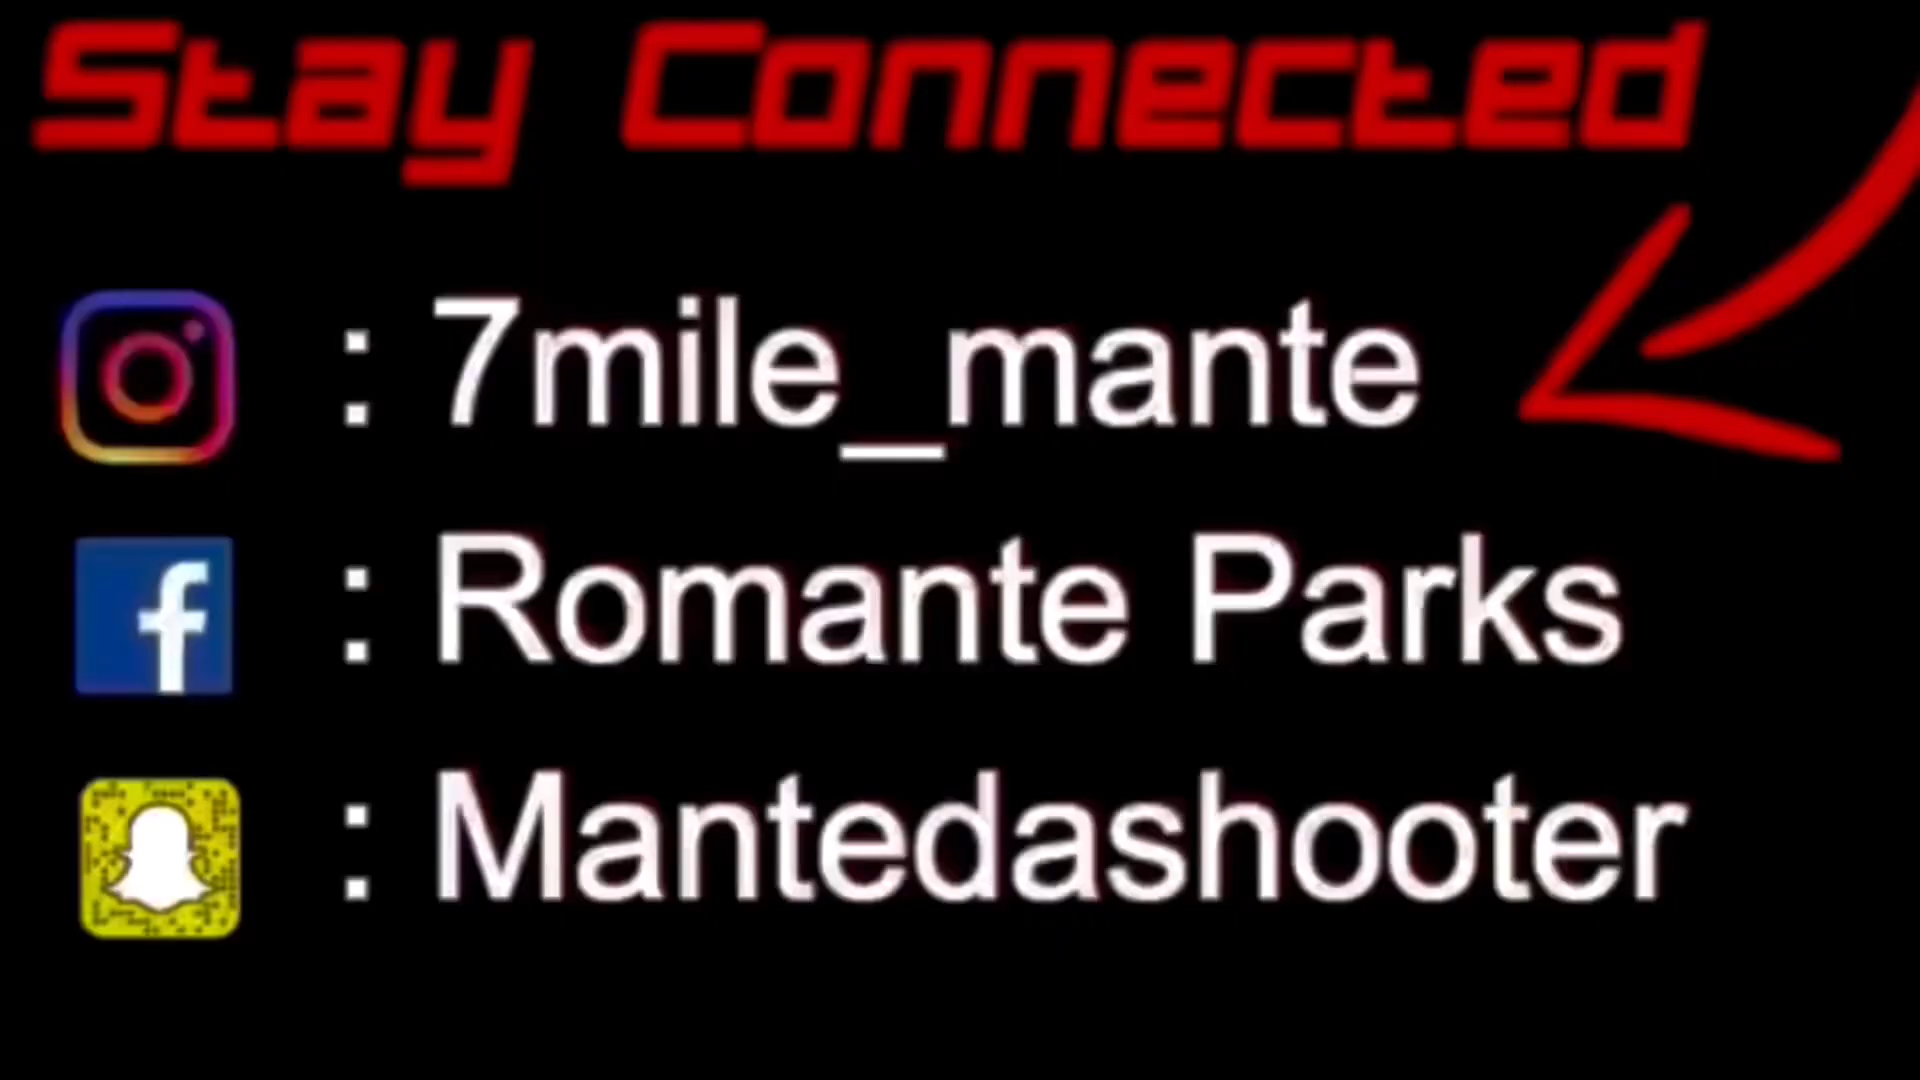 Stay Connected
: 7mile_mante
: Romante Parks
: Mantedashooter